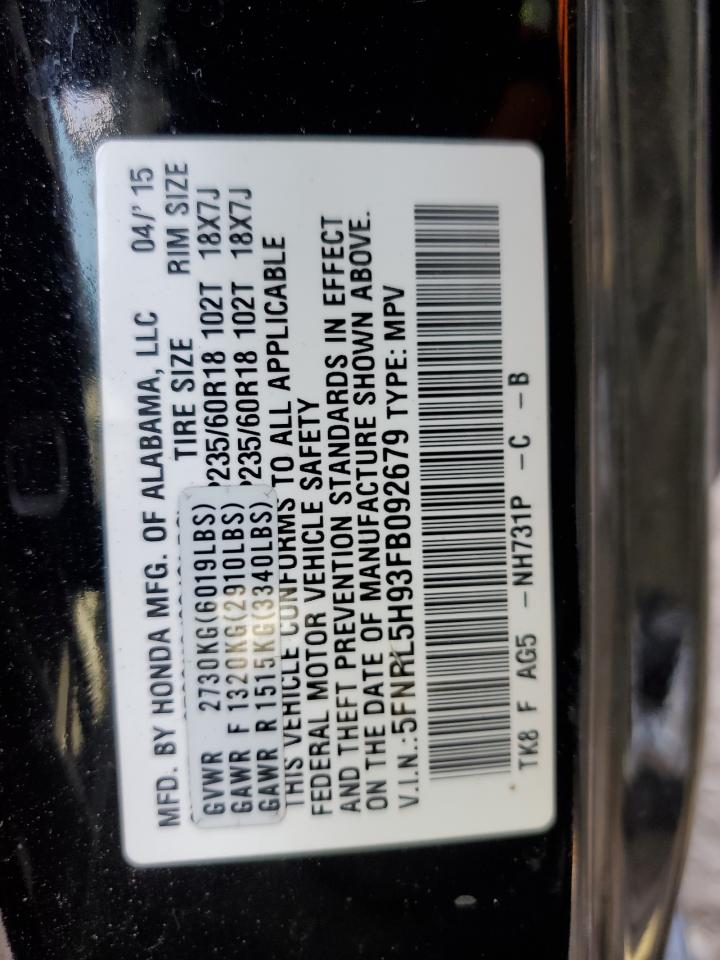 MFD. BY HONDA MFG. OF ALABAMA, LLC 04/'15
TIRE SIZE RIM SIZE
GVWR 2730KG(6019LBS)
GAWR F 1320KG(2910LBS) P235/60R18 102T 18X7J
GAWR R 1515KG(3340LBS) P235/60R18 102T 18X7J
THIS VEHICLE CONFORMS TO ALL APPLICABLE
FEDERAL MOTOR VEHICLE SAFETY
AND THEFT PREVENTION STANDARDS IN EFFECT
ON THE DATE OF MANUFACTURE SHOWN ABOVE.
V.I.N.:5FNRL5H93FB092679 TYPE: MPV
TK8 F AG5 -NH731P -C -B